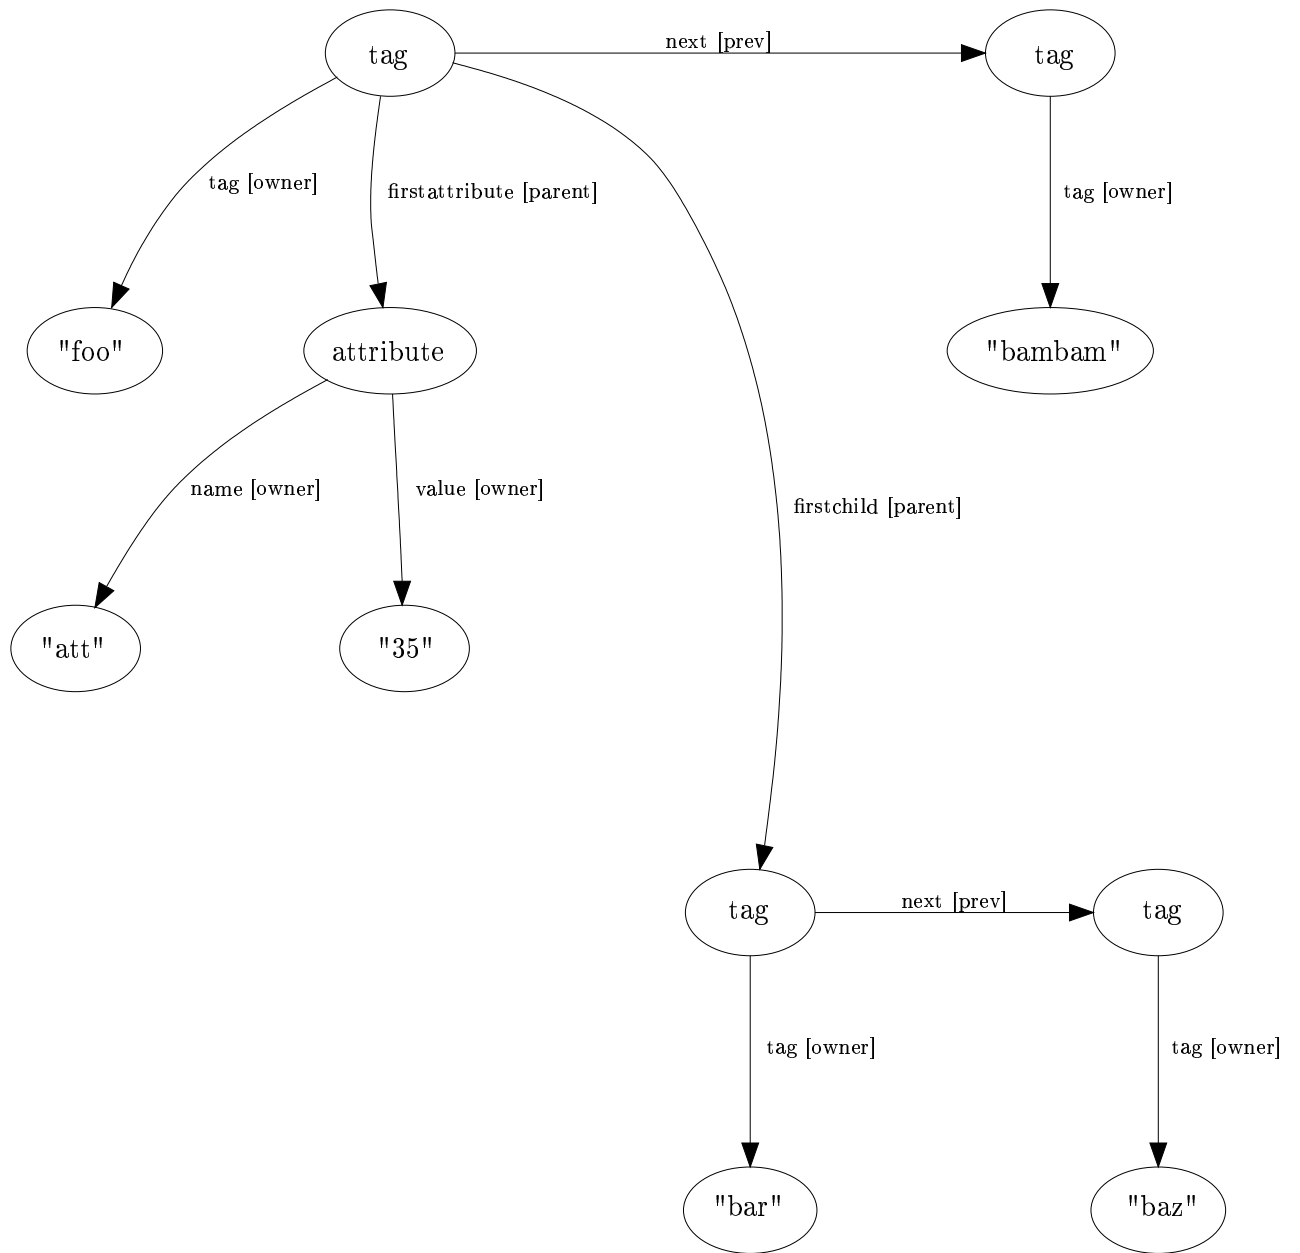 tag
next [prev]
tag
tag [owner]
firstattribute [parent]
tag [owner]
"foo"
attribute
"bambam"
name [owner]
value [owner]
firstchild [parent]
"att"
"35"
tag
next [prev]
tag
tag [owner]
tag [owner]
"bar"
"baz"